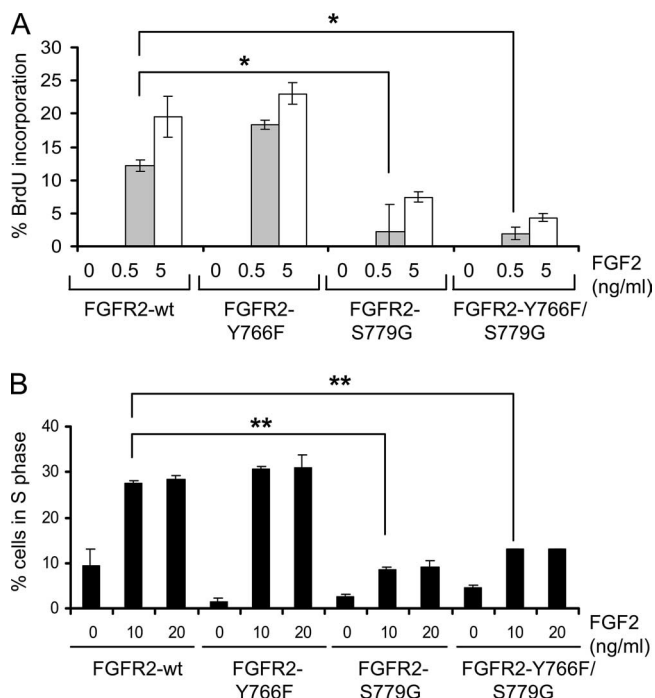 A
*
*
% BrdU incorporation
30
25
20
15
10
5
0
0 0.5 5 0 0.5 5 0 0.5 5 0 0.5 5 FGF2
(ng/ml)
FGFR2-wt FGFR2- FGFR2- FGFR2-Y766F/
Y766F S779G S779G
B
**
**
% cells in S phase
40
30
20
10
0
0 10 20 0 10 20 0 10 20 0 10 20 FGF2
(ng/ml)
FGFR2-wt FGFR2- FGFR2- FGFR2-Y766F/
Y766F S779G S779G